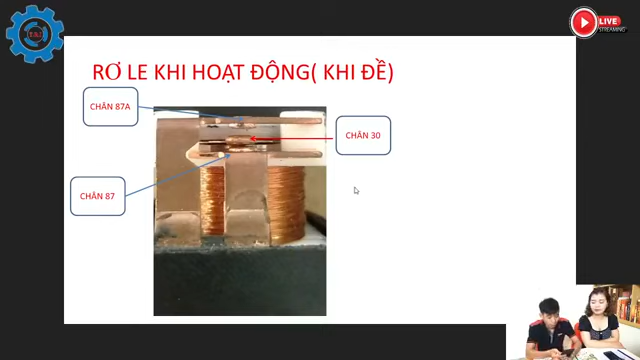 T.S.J
LIVE
STREAMING
RƠ LE KHI HOẠT ĐỘNG( KHI ĐỀ)
CHÂN 87A
CHÂN 30
CHÂN 87